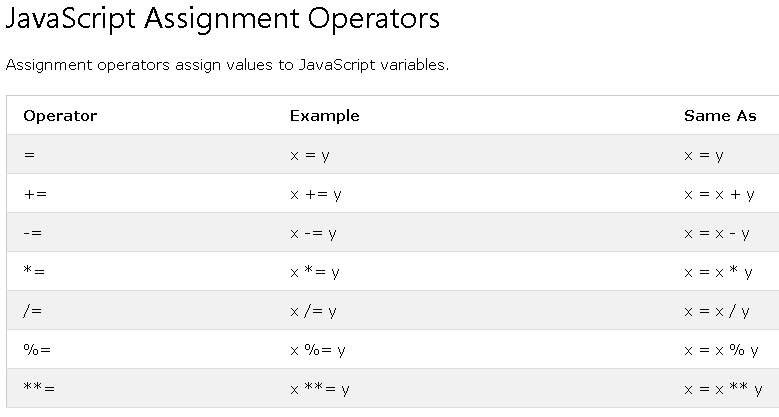 JavaScript Assignment Operators
Assignment operators assign values to JavaScript variables.
Operator Example Same As
= x = y x = y
+= x += y x = x + y
-= x -= y x = x - y
*= x *= y x = x * y
/= x /= y x = x / y
%= x %= y x = x % y
**= x **= y x = x ** y